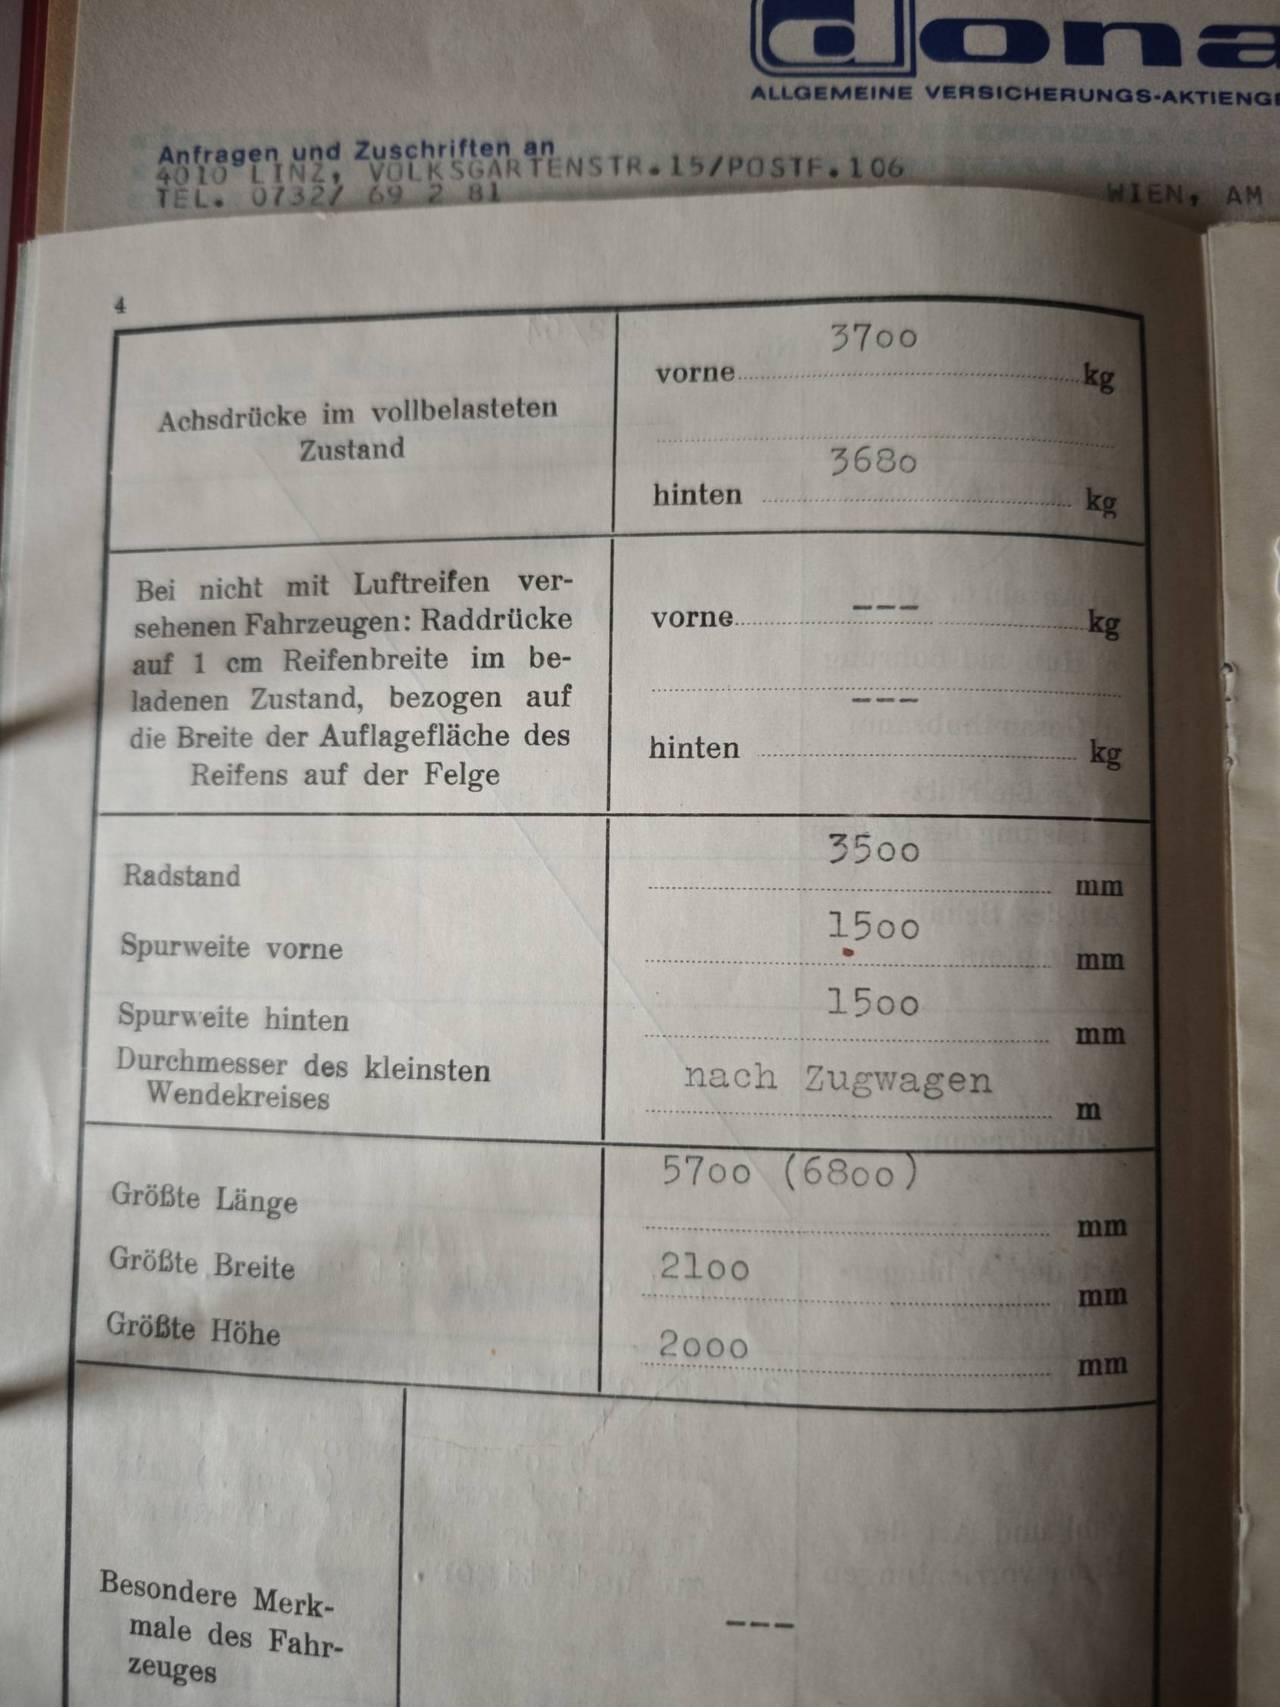 dona
ALLGEMEINE VERSICHERUNGS-AKTIENGE
Anfragen und Zuschriften an
4010 LINZ, VOLKSGARTENSTR.15/POSTF.106
TEL. 0732/ 69 2 81
WIEN, AM
4
Achsdrücke im vollbelasteten
Zustand
3700
vorne kg
3680
hinten kg
Bei nicht mit Luftreifen ver-
sehenen Fahrzeugen: Raddrücke
auf 1 cm Reifenbreite im be-
ladenen Zustand, bezogen auf
die Breite der Auflagefläche des
Reifens auf der Felge
---
vorne kg
---
hinten kg
Radstand 3500 mm
Spurweite vorne 1500 mm
Spurweite hinten 1500 mm
Durchmesser des kleinsten
Wendekreises nach Zugwagen m
Größte Länge 5700 (6800) mm
Größte Breite 2100 mm
Größte Höhe 2000 mm
Besondere Merk-
male des Fahr-
zeuges
---